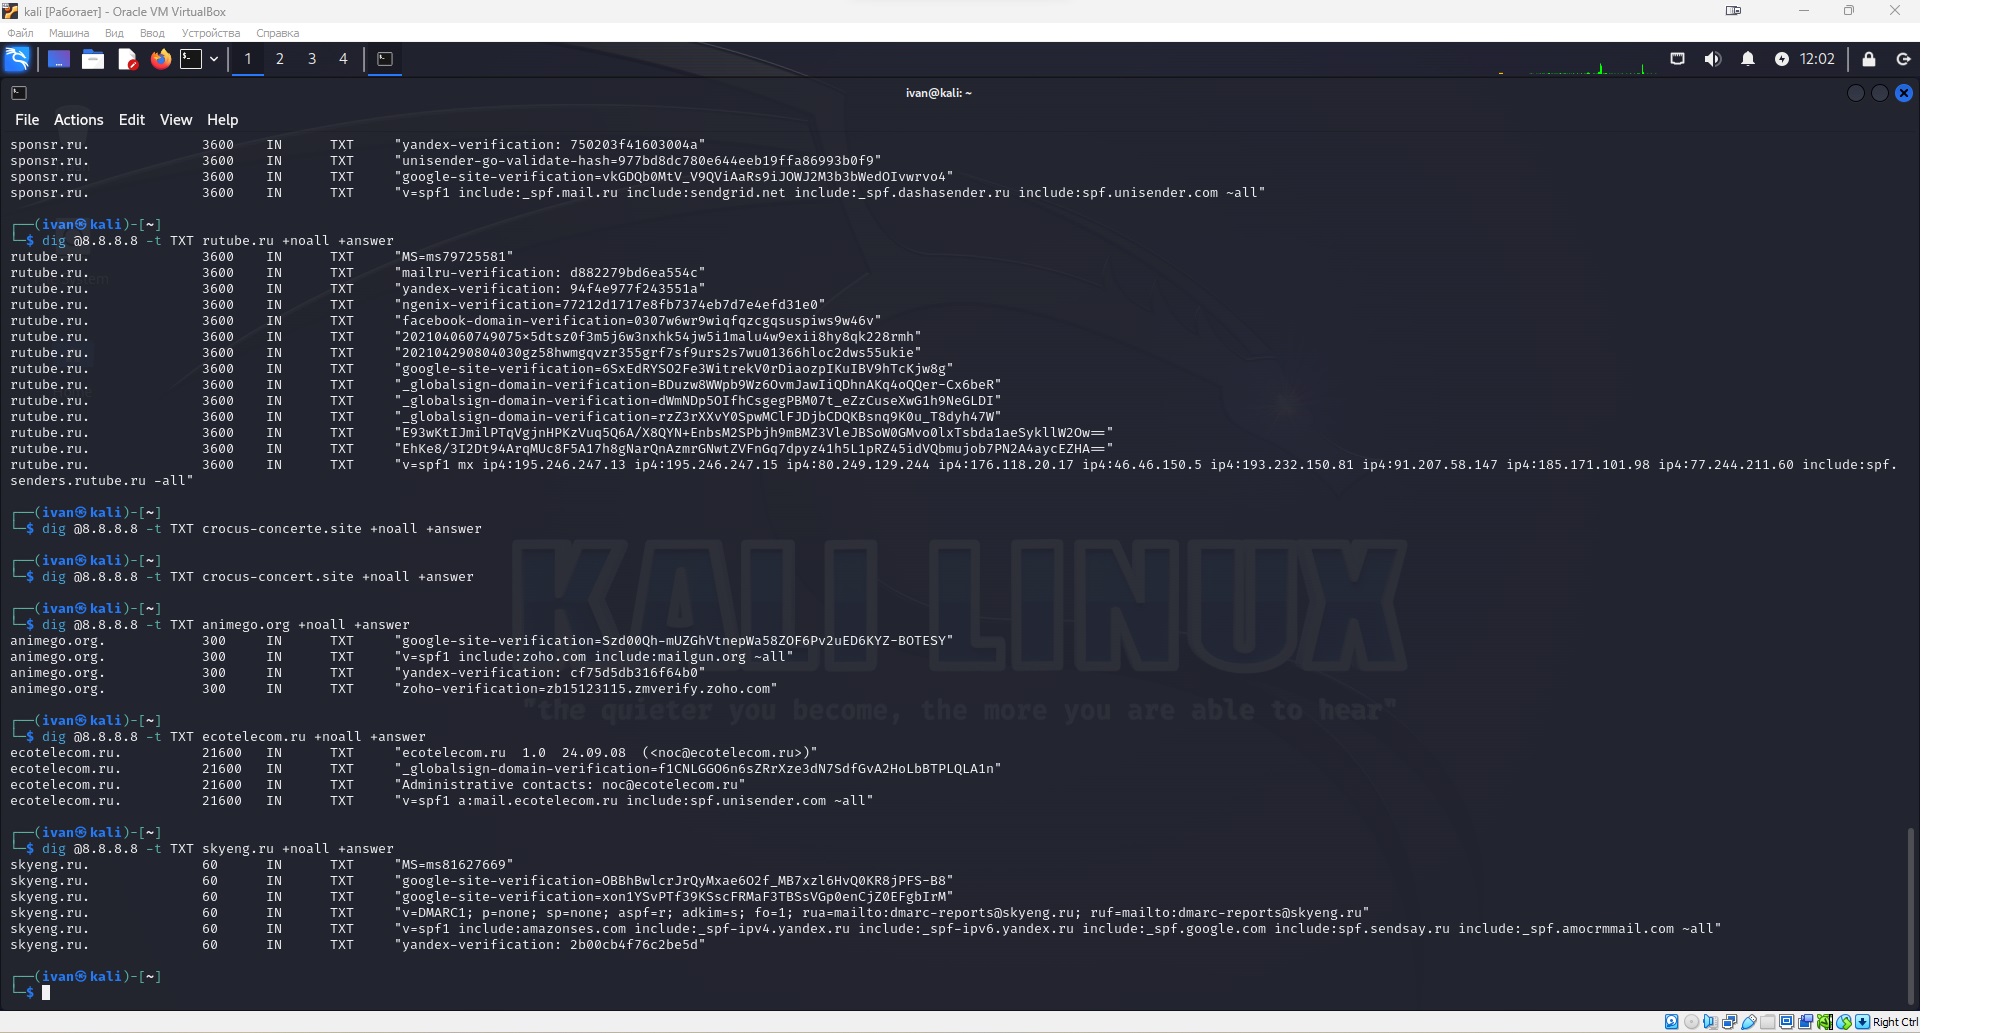 kali [Работает] - Oracle VM VirtualBox
Файл Машина Вид Ввод Устройства Справка
1 2 3 4 12:02
ivan@kali: ~
File Actions Edit View Help
sponsr.ru. 3600 IN TXT "yandex-verification: 750203f41603004a"
sponsr.ru. 3600 IN TXT "unisender-go-validate-hash=977bd8dc780e644eeb19ffa86993b0f9"
sponsr.ru. 3600 IN TXT "google-site-verification=vkGDQb0MtV_V9QViAaRs9iJOWJ2M3b3bWedOIvwrvo4"
sponsr.ru. 3600 IN TXT "v=spf1 include:_spf.mail.ru include:sendgrid.net include:_spf.dashasender.ru include:spf.unisender.com ~all"
┌──(ivan㉿kali)-[~]
└─$ dig @8.8.8.8 -t TXT rutube.ru +noall +answer
rutube.ru. 3600 IN TXT "MS=ms79725581"
rutube.ru. 3600 IN TXT "mailru-verification: d882279bd6ea554c"
rutube.ru. 3600 IN TXT "yandex-verification: 94f4e977f243551a"
rutube.ru. 3600 IN TXT "ngenix-verification=77212d1717e8fb7374eb7d7e4efd31e0"
rutube.ru. 3600 IN TXT "facebook-domain-verification=0307w6wr9wiqfqzcgqsuspiws9w46v"
rutube.ru. 3600 IN TXT "202104060749075×5dtsz0f3m5j6w3nxhk54jw5i1malu4w9exii8hy8qk228rmh"
rutube.ru. 3600 IN TXT "202104290804030gz58hwmgqvzr355grf7sf9urs2s7wu01366hloc2dws55ukie"
rutube.ru. 3600 IN TXT "google-site-verification=6SxEdRYSO2Fe3WitrekV0rDiaozpIKuIBV9hTcKjw8g"
rutube.ru. 3600 IN TXT "_globalsign-domain-verification=BDuzw8WWpb9Wz6OvmJawIiQDhnAKq4oQQer-Cx6beR"
rutube.ru. 3600 IN TXT "_globalsign-domain-verification=dWmNDp5OIfhCsgegPBM07t_eZzCuseXwG1h9NeGLDI"
rutube.ru. 3600 IN TXT "_globalsign-domain-verification=rzZ3rXXvY0SpwMClFJDjbCDQKBsnq9K0u_T8dyh47W"
rutube.ru. 3600 IN TXT "E93wKtIJmilPTqVgjnHPKzVuq5Q6A/X8QYN+EnbsM2SPbjh9mBMZ3VleJBSoW0GMvo0lxTsbda1aeSykllW2Ow=="
rutube.ru. 3600 IN TXT "EhKe8/3I2Dt94ArqMUc8F5A17h8gNarQnAzmrGNwtZVFnGq7dpyz41h5L1pRZ45idVQbmujob7PN2A4aycEZHA=="
rutube.ru. 3600 IN TXT "v=spf1 mx ip4:195.246.247.13 ip4:195.246.247.15 ip4:80.249.129.244 ip4:176.118.20.17 ip4:46.46.150.5 ip4:193.232.150.81 ip4:91.207.58.147 ip4:185.171.101.98 ip4:77.244.211.60 include:spf.
senders.rutube.ru -all"
┌──(ivan㉿kali)-[~]
└─$ dig @8.8.8.8 -t TXT crocus-concerte.site +noall +answer
┌──(ivan㉿kali)-[~]
└─$ dig @8.8.8.8 -t TXT crocus-concert.site +noall +answer
KALI LINUX
┌──(ivan㉿kali)-[~]
└─$ dig @8.8.8.8 -t TXT animego.org +noall +answer
animego.org. 300 IN TXT "google-site-verification=Szd00Qh-mUZGhVtnepWa58ZOF6Pv2uED6KYZ-BOTESY"
animego.org. 300 IN TXT "v=spf1 include:zoho.com include:mailgun.org ~all"
animego.org. 300 IN TXT "yandex-verification: cf75d5db316f64b0"
animego.org. 300 IN TXT "zoho-verification=zb15123115.zmverify.zoho.com"
"the quieter you become, the more you are able to hear"
┌──(ivan㉿kali)-[~]
└─$ dig @8.8.8.8 -t TXT ecotelecom.ru +noall +answer
ecotelecom.ru. 21600 IN TXT "ecotelecom.ru 1.0 24.09.08 (<noc@ecotelecom.ru>)"
ecotelecom.ru. 21600 IN TXT "_globalsign-domain-verification=f1CNLGGO6n6sZRrXze3dN7SdfGvA2HoLbBTPLQLA1n"
ecotelecom.ru. 21600 IN TXT "Administrative contacts: noc@ecotelecom.ru"
ecotelecom.ru. 21600 IN TXT "v=spf1 a:mail.ecotelecom.ru include:spf.unisender.com ~all"
┌──(ivan㉿kali)-[~]
└─$ dig @8.8.8.8 -t TXT skyeng.ru +noall +answer
skyeng.ru. 60 IN TXT "MS=ms81627669"
skyeng.ru. 60 IN TXT "google-site-verification=OBBhBwlcrJrQyMxae6O2f_MB7xzl6HvQ0KR8jPFS-B8"
skyeng.ru. 60 IN TXT "google-site-verification=xon1YSvPTf39KSscFRMaF3TBSsVGp0enCjZ0EFgbIrM"
skyeng.ru. 60 IN TXT "v=DMARC1; p=none; sp=none; aspf=r; adkim=s; fo=1; rua=mailto:dmarc-reports@skyeng.ru; ruf=mailto:dmarc-reports@skyeng.ru"
skyeng.ru. 60 IN TXT "v=spf1 include:amazonses.com include:_spf-ipv4.yandex.ru include:_spf-ipv6.yandex.ru include:_spf.google.com include:spf.sendsay.ru include:_spf.amocrmmail.com ~all"
skyeng.ru. 60 IN TXT "yandex-verification: 2b00cb4f76c2be5d"
┌──(ivan㉿kali)-[~]
└─$
Right Ctrl